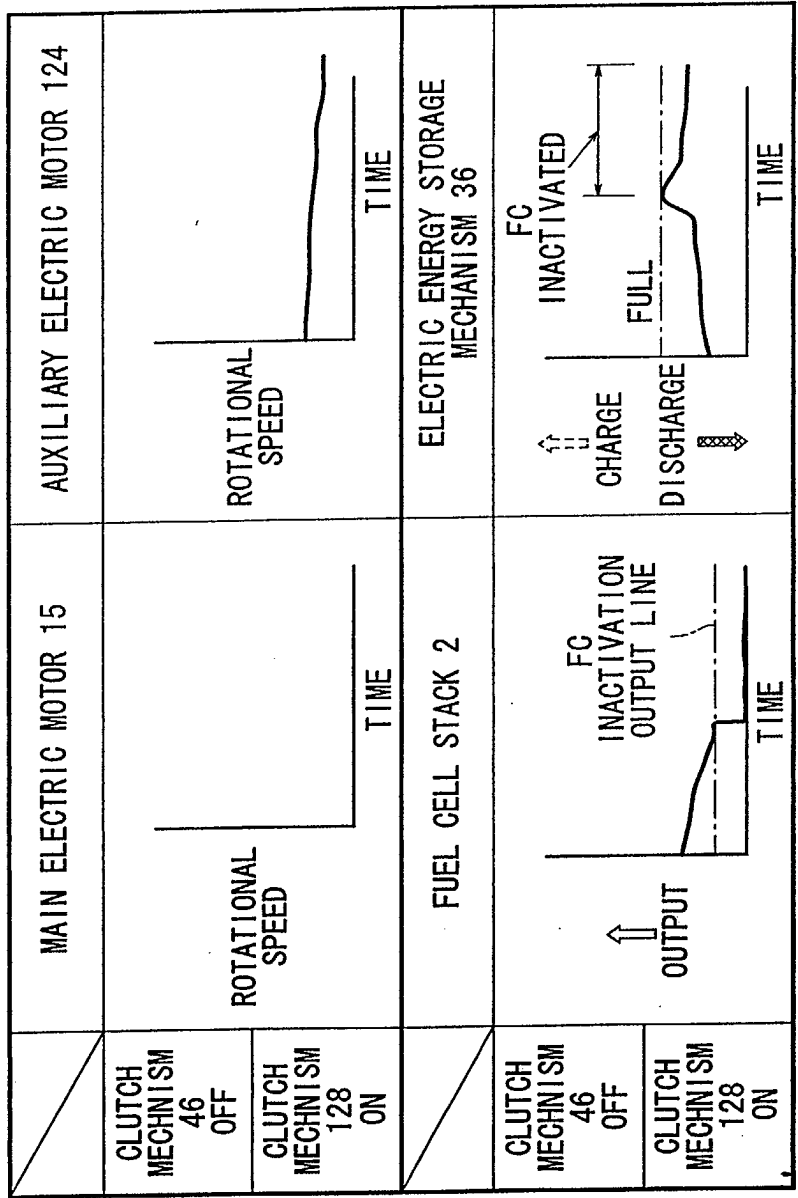 MAIN ELECTRIC MOTOR 15
AUXILIARY ELECTRIC MOTOR 124
CLUTCH
MECHNISM
46
OFF
CLUTCH
MECHNISM
128
ON
ROTATIONAL
SPEED
TIME
ROTATIONAL
SPEED
TIME
FUEL CELL STACK 2
ELECTRIC ENERGY STORAGE
MECHANISM 36
CLUTCH
MECHNISM
46
OFF
CLUTCH
MECHNISM
128
ON
OUTPUT
FC
INACTIVATION
OUTPUT LINE
TIME
CHARGE
DISCHARGE
FULL
FC
INACTIVATED
TIME